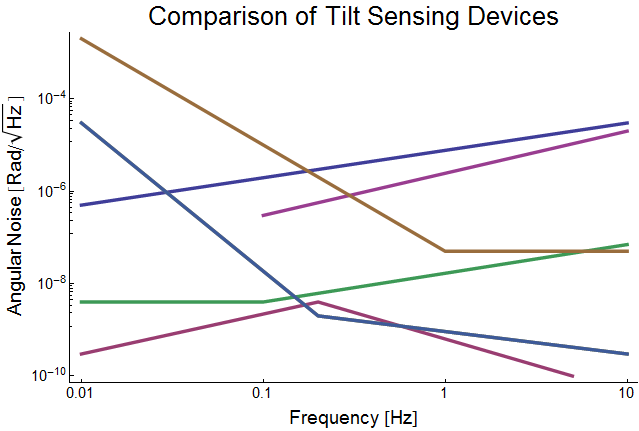 Comparison of Tilt Sensing Devices
Angular Noise [Rad/√Hz]
10⁻⁴
10⁻⁶
10⁻⁸
10⁻¹⁰
0.01 0.1 1 10
Frequency [Hz]